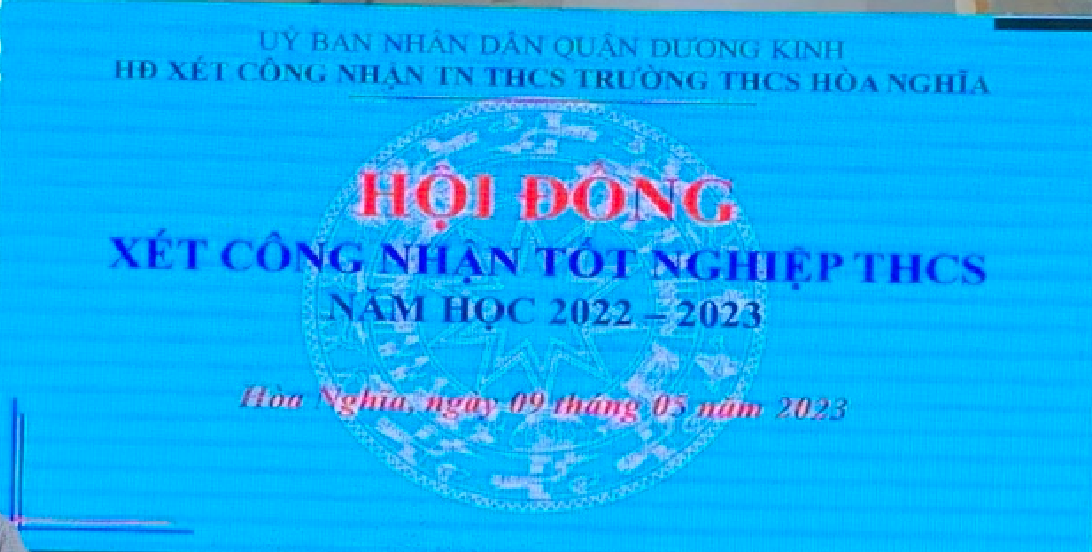 UỶ BAN NHÂN DÂN QUẬN DƯƠNG KINH
HĐ XÉT CÔNG NHẬN TN THCS TRƯỜNG THCS HÒA NGHĨA
HỘI ĐỒNG
XÉT CÔNG NHẬN TỐT NGHIỆP THCS
NĂM HỌC 2022 – 2023
Hòa Nghĩa, ngày 09 tháng 05 năm 2023